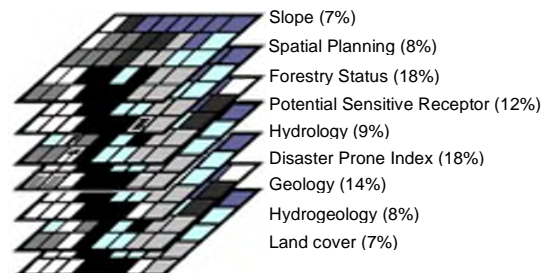 Slope (7%)
Spatial Planning (8%)
Forestry Status (18%)
Potential Sensitive Receptor (12%)
Hydrology (9%)
Disaster Prone Index (18%)
Geology (14%)
Hydrogeology (8%)
Land cover (7%)